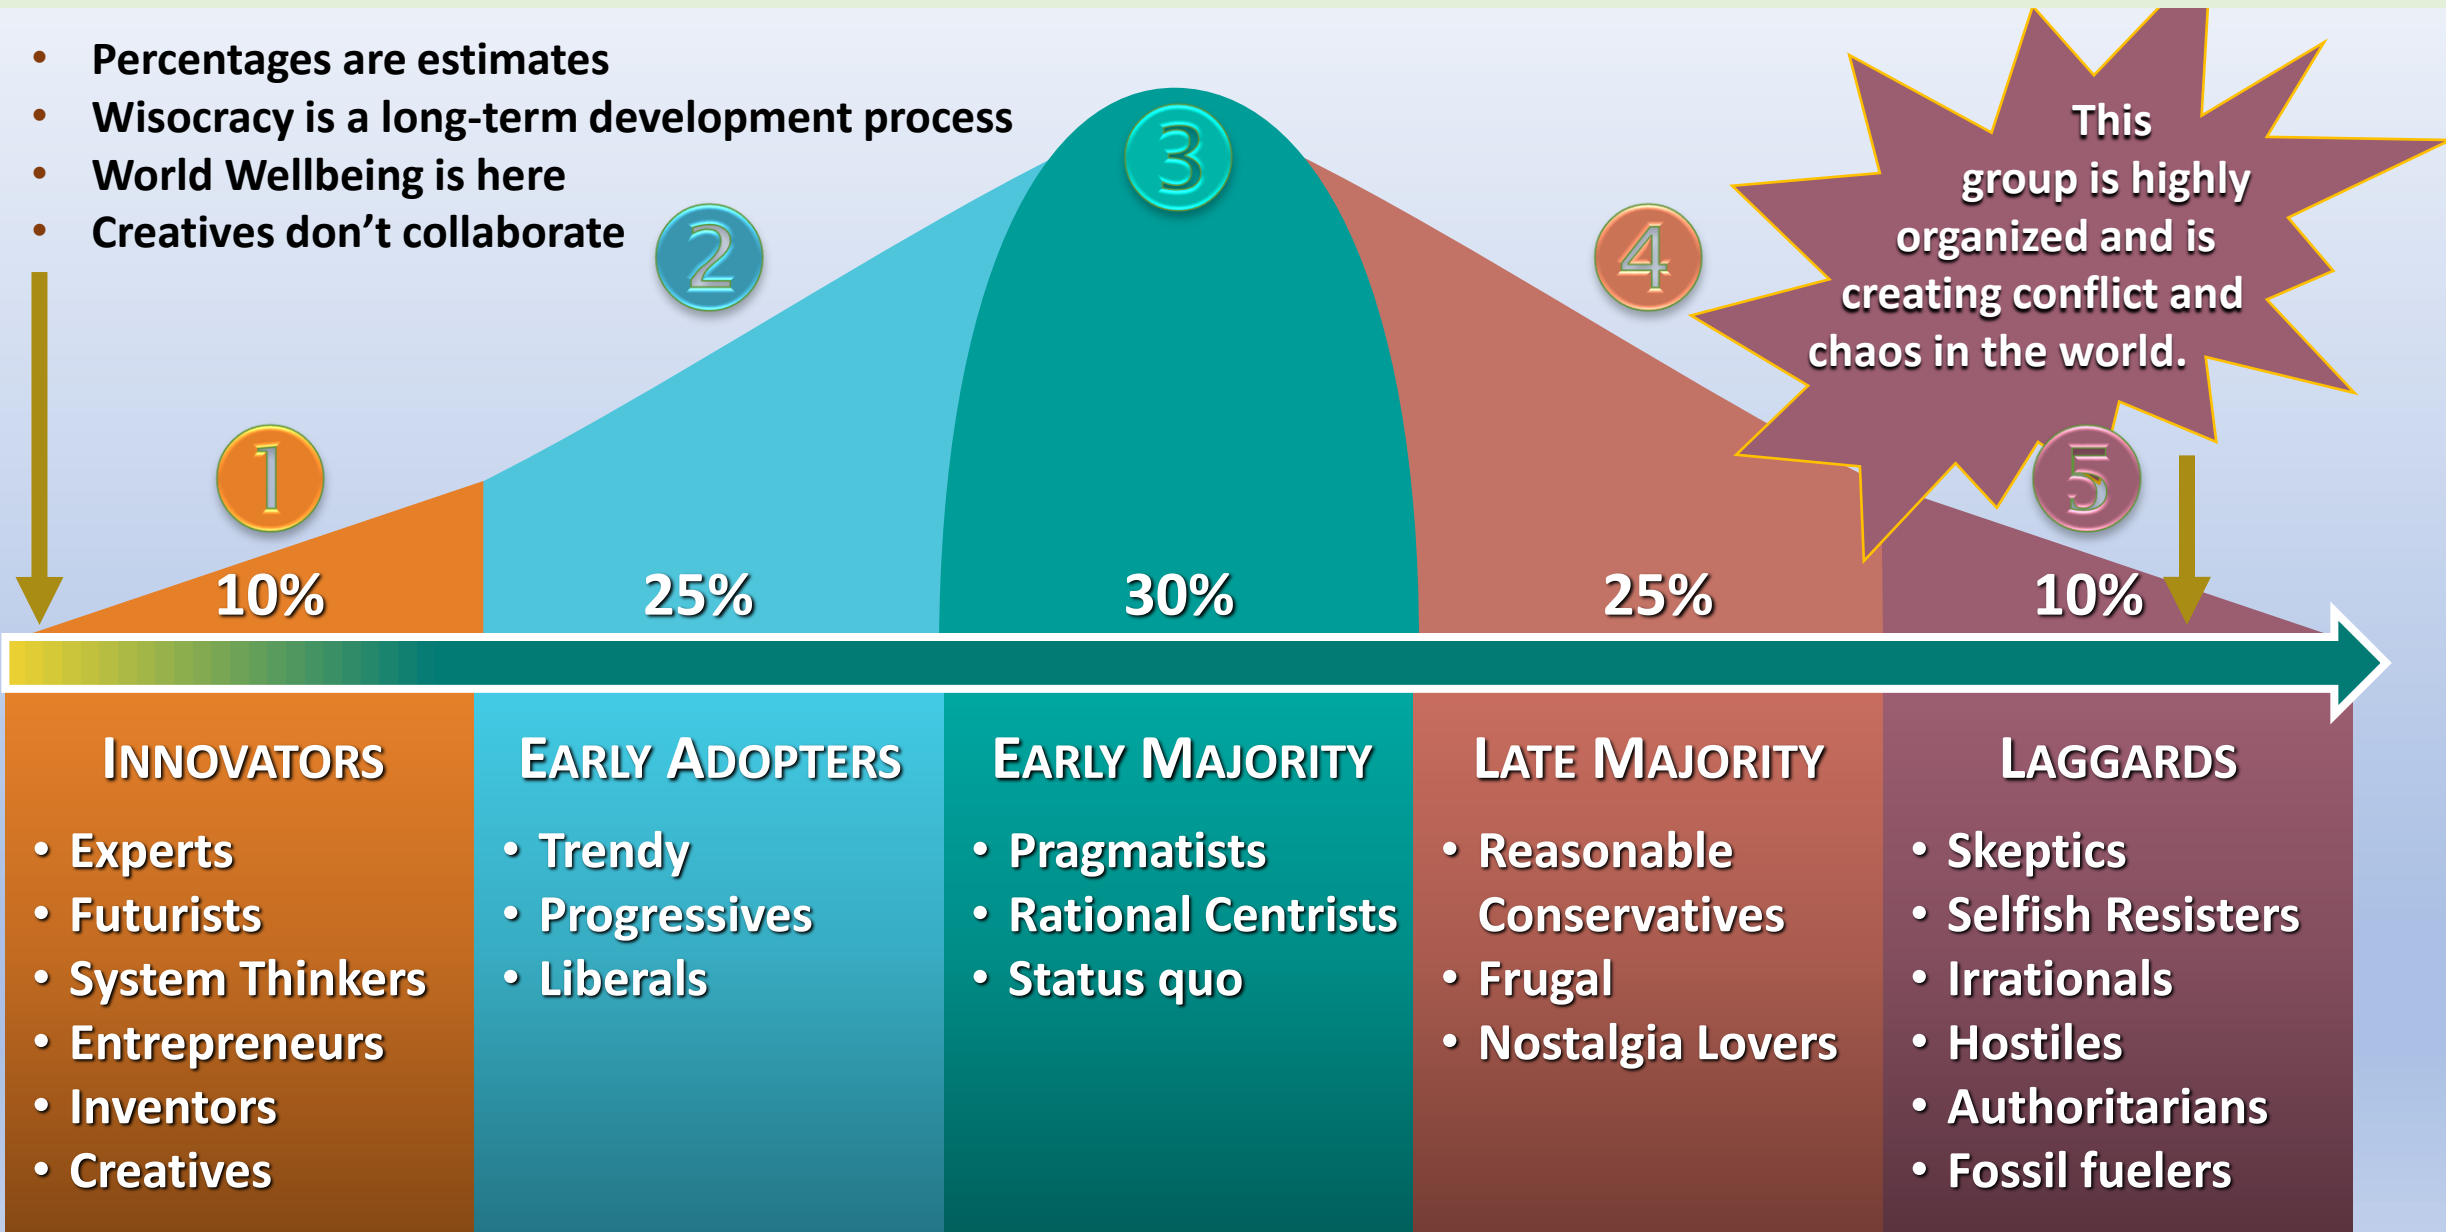 • Percentages are estimates
• Wisocracy is a long-term development process
• World Wellbeing is here
• Creatives don’t collaborate
This
group is highly
organized and is
creating conflict and
chaos in the world.
1
2
3
4
5
10%
25%
30%
25%
10%
INNOVATORS
• Experts
• Futurists
• System Thinkers
• Entrepreneurs
• Inventors
• Creatives
EARLY ADOPTERS
• Trendy
• Progressives
• Liberals
EARLY MAJORITY
• Pragmatists
• Rational Centrists
• Status quo
LATE MAJORITY
• Reasonable
Conservatives
• Frugal
• Nostalgia Lovers
LAGGARDS
• Skeptics
• Selfish Resisters
• Irrationals
• Hostiles
• Authoritarians
• Fossil fuelers